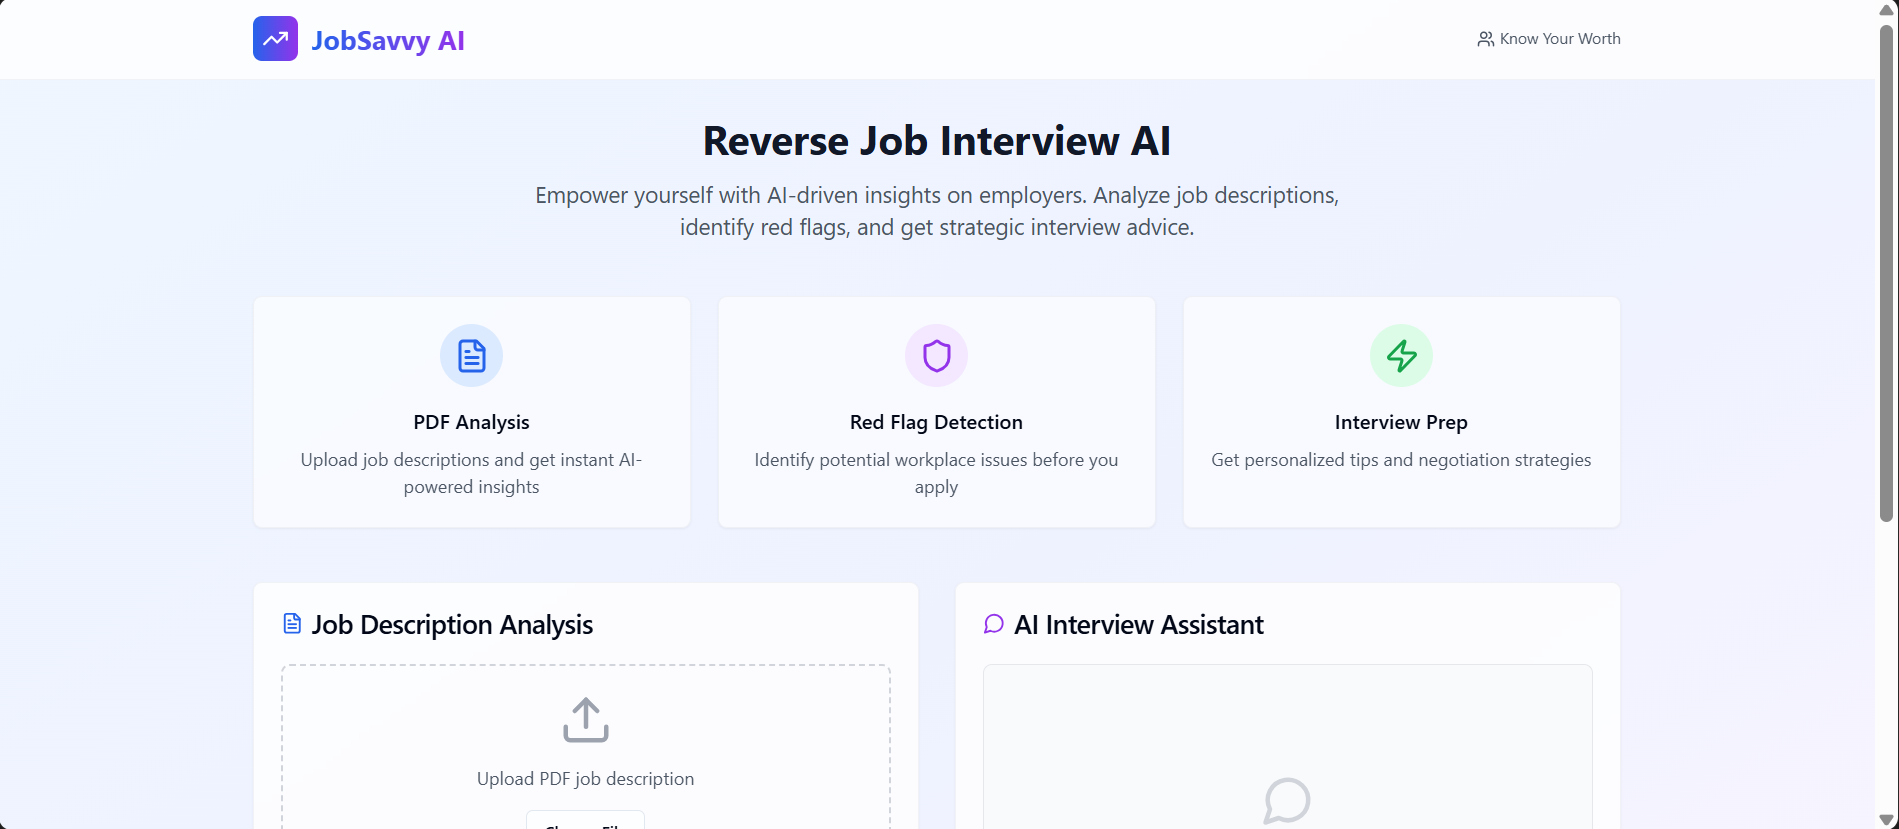 JobSavvy AI
Know Your Worth
Reverse Job Interview AI
Empower yourself with AI-driven insights on employers. Analyze job descriptions,
identify red flags, and get strategic interview advice.
PDF Analysis
Upload job descriptions and get instant AI-
powered insights
Red Flag Detection
Identify potential workplace issues before you
apply
Interview Prep
Get personalized tips and negotiation strategies
Job Description Analysis
Upload PDF job description
AI Interview Assistant